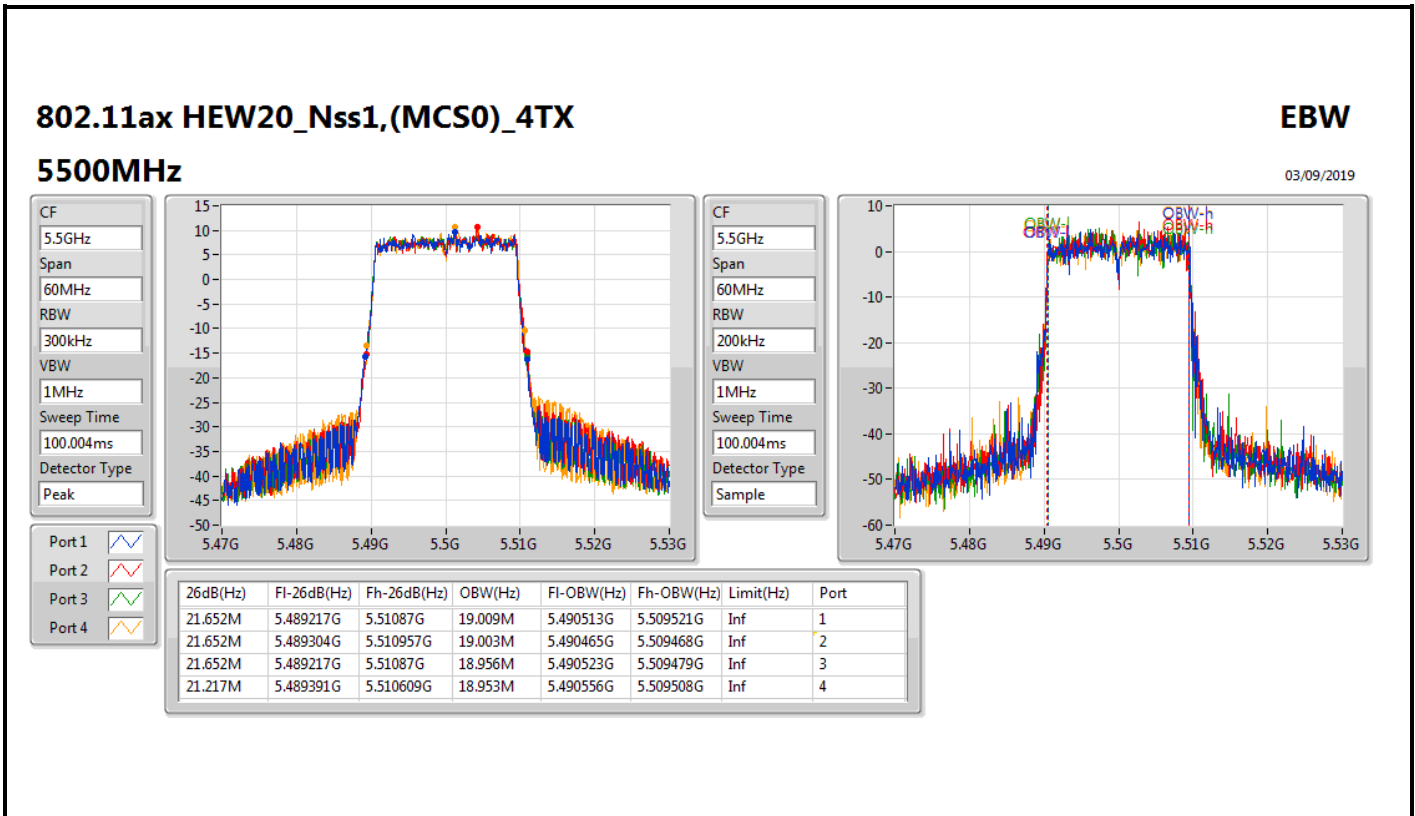 802.11ax HEW20_Nss1,(MCS0)_4TX EBW
5500MHz 03/09/2019
CF
5.5GHz
Span
60MHz
RBW
300kHz
VBW
1MHz
Sweep Time
100.004ms
Detector Type
Peak
15
10
5
0
-5
-10
-15
-20
-25
-30
-35
-40
-45
-50
5.47G 5.48G 5.49G 5.5G 5.51G 5.52G 5.53G
CF
5.5GHz
Span
60MHz
RBW
200kHz
VBW
1MHz
Sweep Time
100.004ms
Detector Type
Sample
10
0
-10
-20
-30
-40
-50
-60
OBW-l
OBW-l
OBW-h
OBW-h
5.47G 5.48G 5.49G 5.5G 5.51G 5.52G 5.53G
Port 1
Port 2
Port 3
Port 4
26dB(Hz) Fl-26dB(Hz) Fh-26dB(Hz) OBW(Hz) Fl-OBW(Hz) Fh-OBW(Hz) Limit(Hz) Port
21.652M 5.489217G 5.51087G 19.009M 5.490513G 5.509521G Inf 1
21.652M 5.489304G 5.510957G 19.003M 5.490465G 5.509468G Inf 2
21.652M 5.489217G 5.51087G 18.956M 5.490523G 5.509479G Inf 3
21.217M 5.489391G 5.510609G 18.953M 5.490556G 5.509508G Inf 4